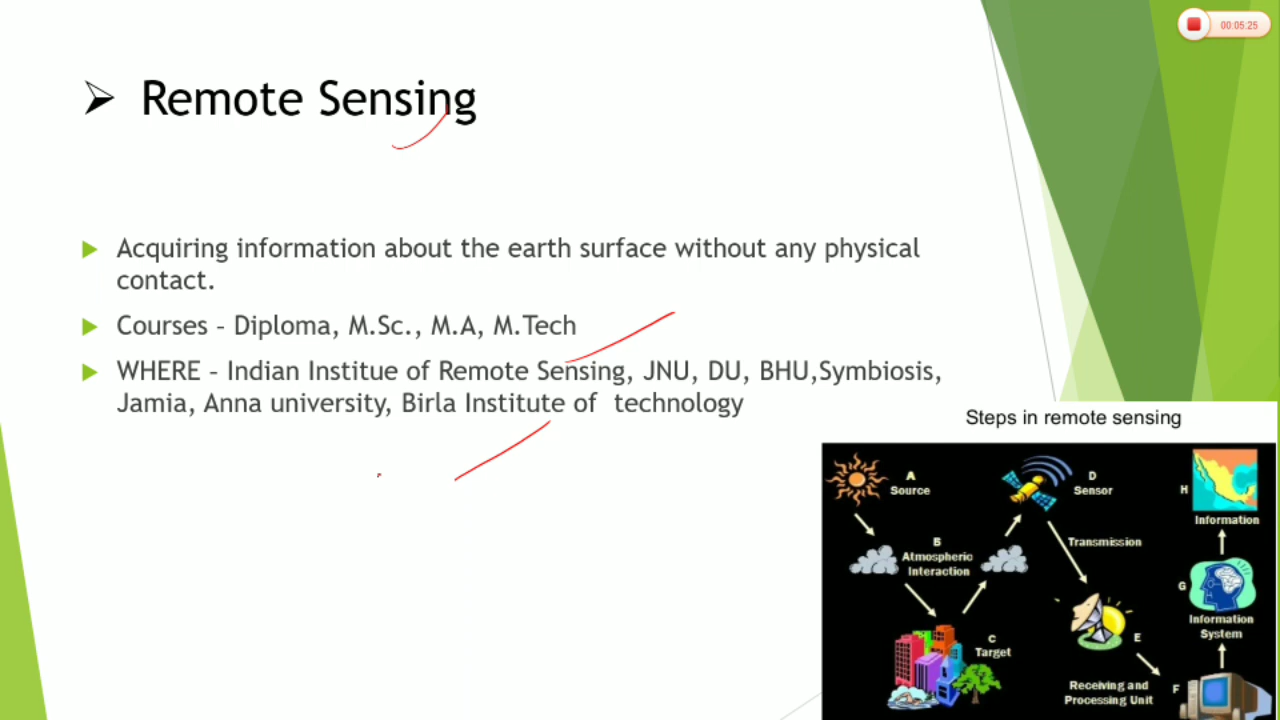 00:05:25
Remote Sensing
Acquiring information about the earth surface without any physical
contact.
Courses – Diploma, M.Sc., M.A, M.Tech
WHERE – Indian Institue of Remote Sensing, JNU, DU, BHU,Symbiosis,
Jamia, Anna university, Birla Institute of technology
Steps in remote sensing
A
Source
B
Atmospheric
Interaction
C
Target
D
Sensor
Transmission
E
Receiving and
Processing Unit
F
G
Information
System
H
Information